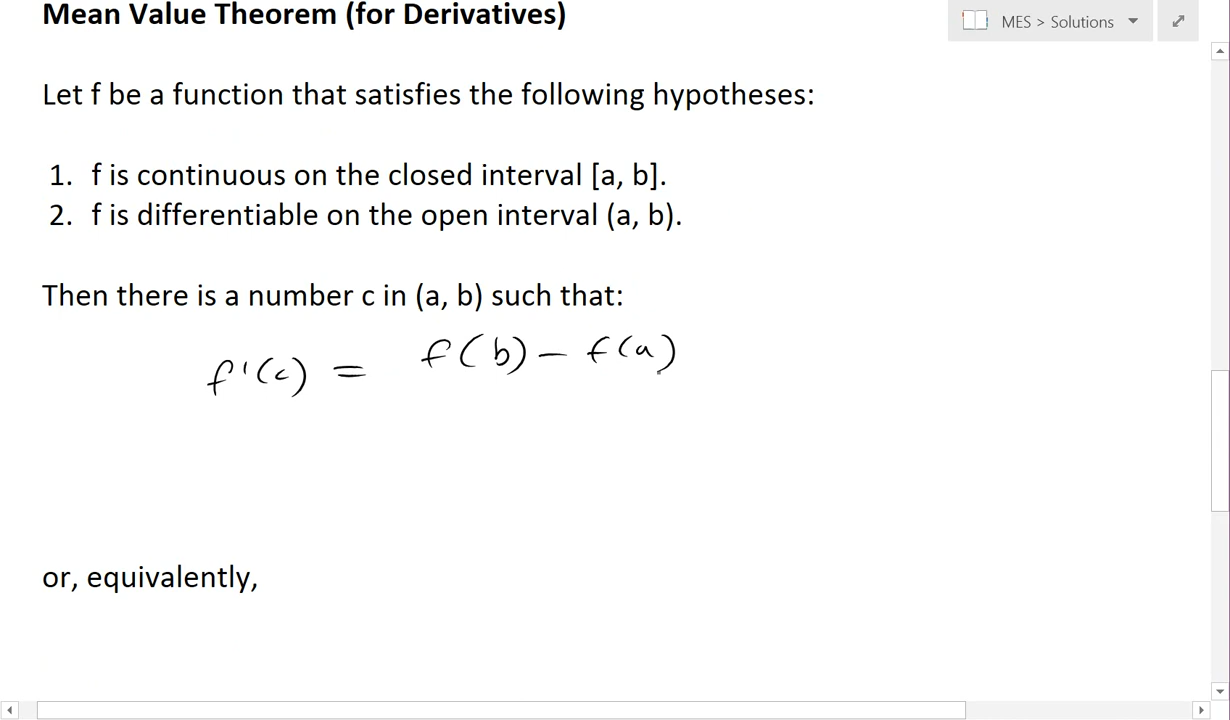 Mean Value Theorem (for Derivatives)
MES > Solutions
Let f be a function that satisfies the following hypotheses:
1. f is continuous on the closed interval [a, b].
2. f is differentiable on the open interval (a, b).
Then there is a number c in (a, b) such that:
f'(c) = f(b) - f(a)
or, equivalently,